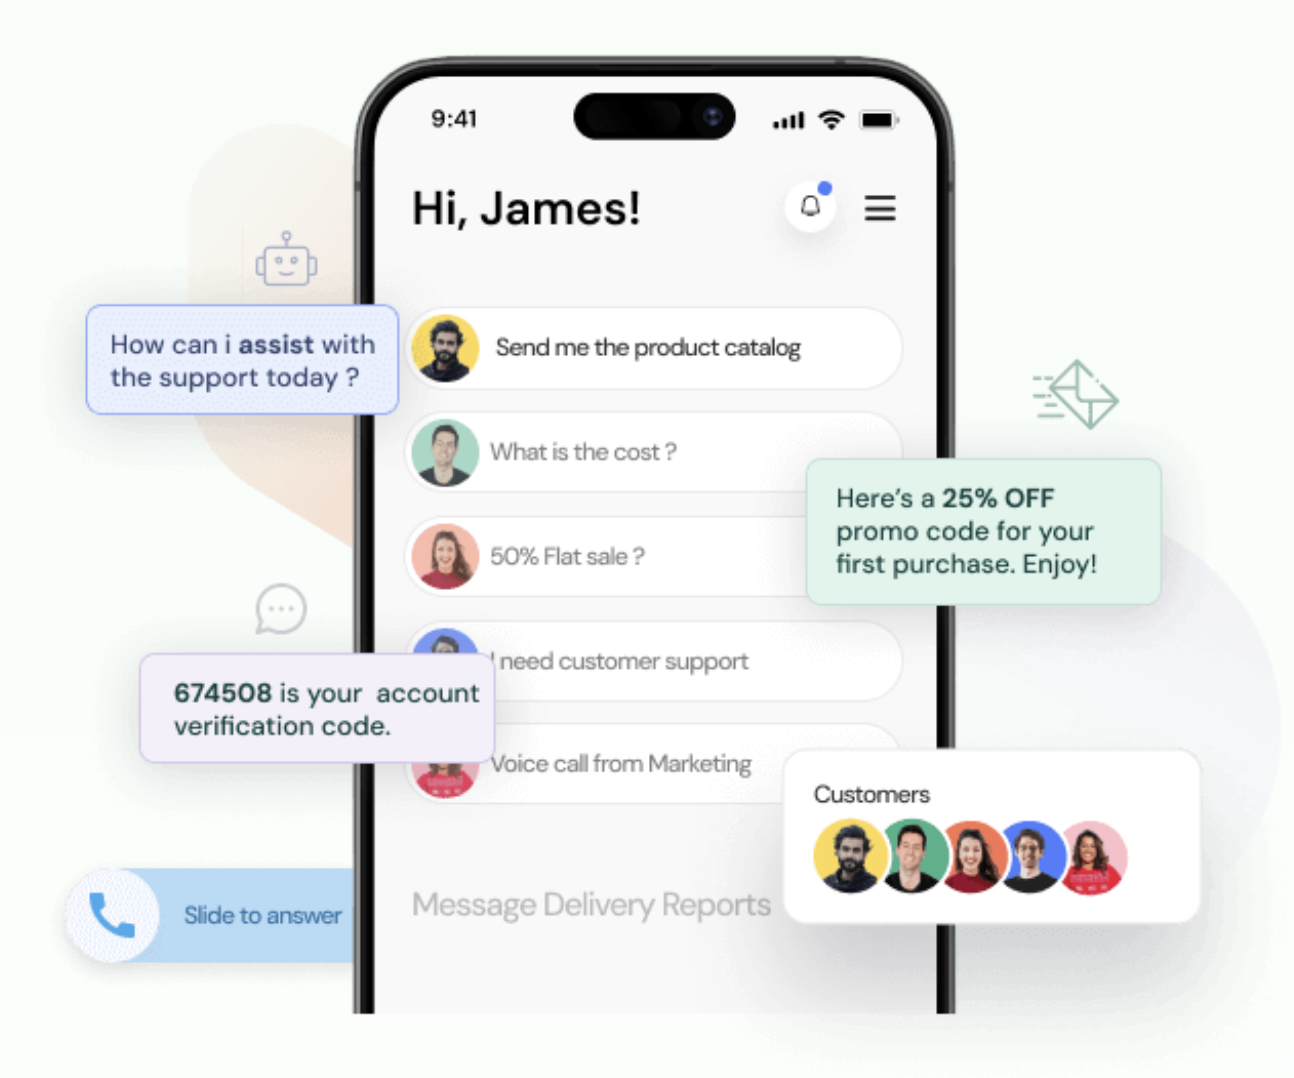 9:41
Hi, James!
How can i assist with
the support today ?
Send me the product catalog
What is the cost ?
Here's a 25% OFF
promo code for your
first purchase. Enjoy!
50% Flat sale ?
I need customer support
674508 is your account
verification code.
Voice call from Marketing
Customers
Slide to answer
Message Delivery Reports